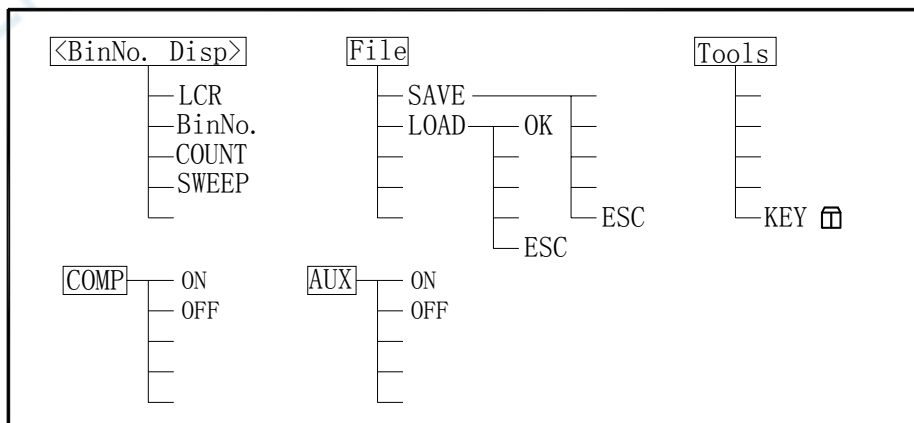 <BinNo. Disp> File Tools
LCR SAVE
BinNo. LOAD OK
COUNT
SWEEP
ESC KEY
ESC
COMP ON AUX ON
OFF OFF